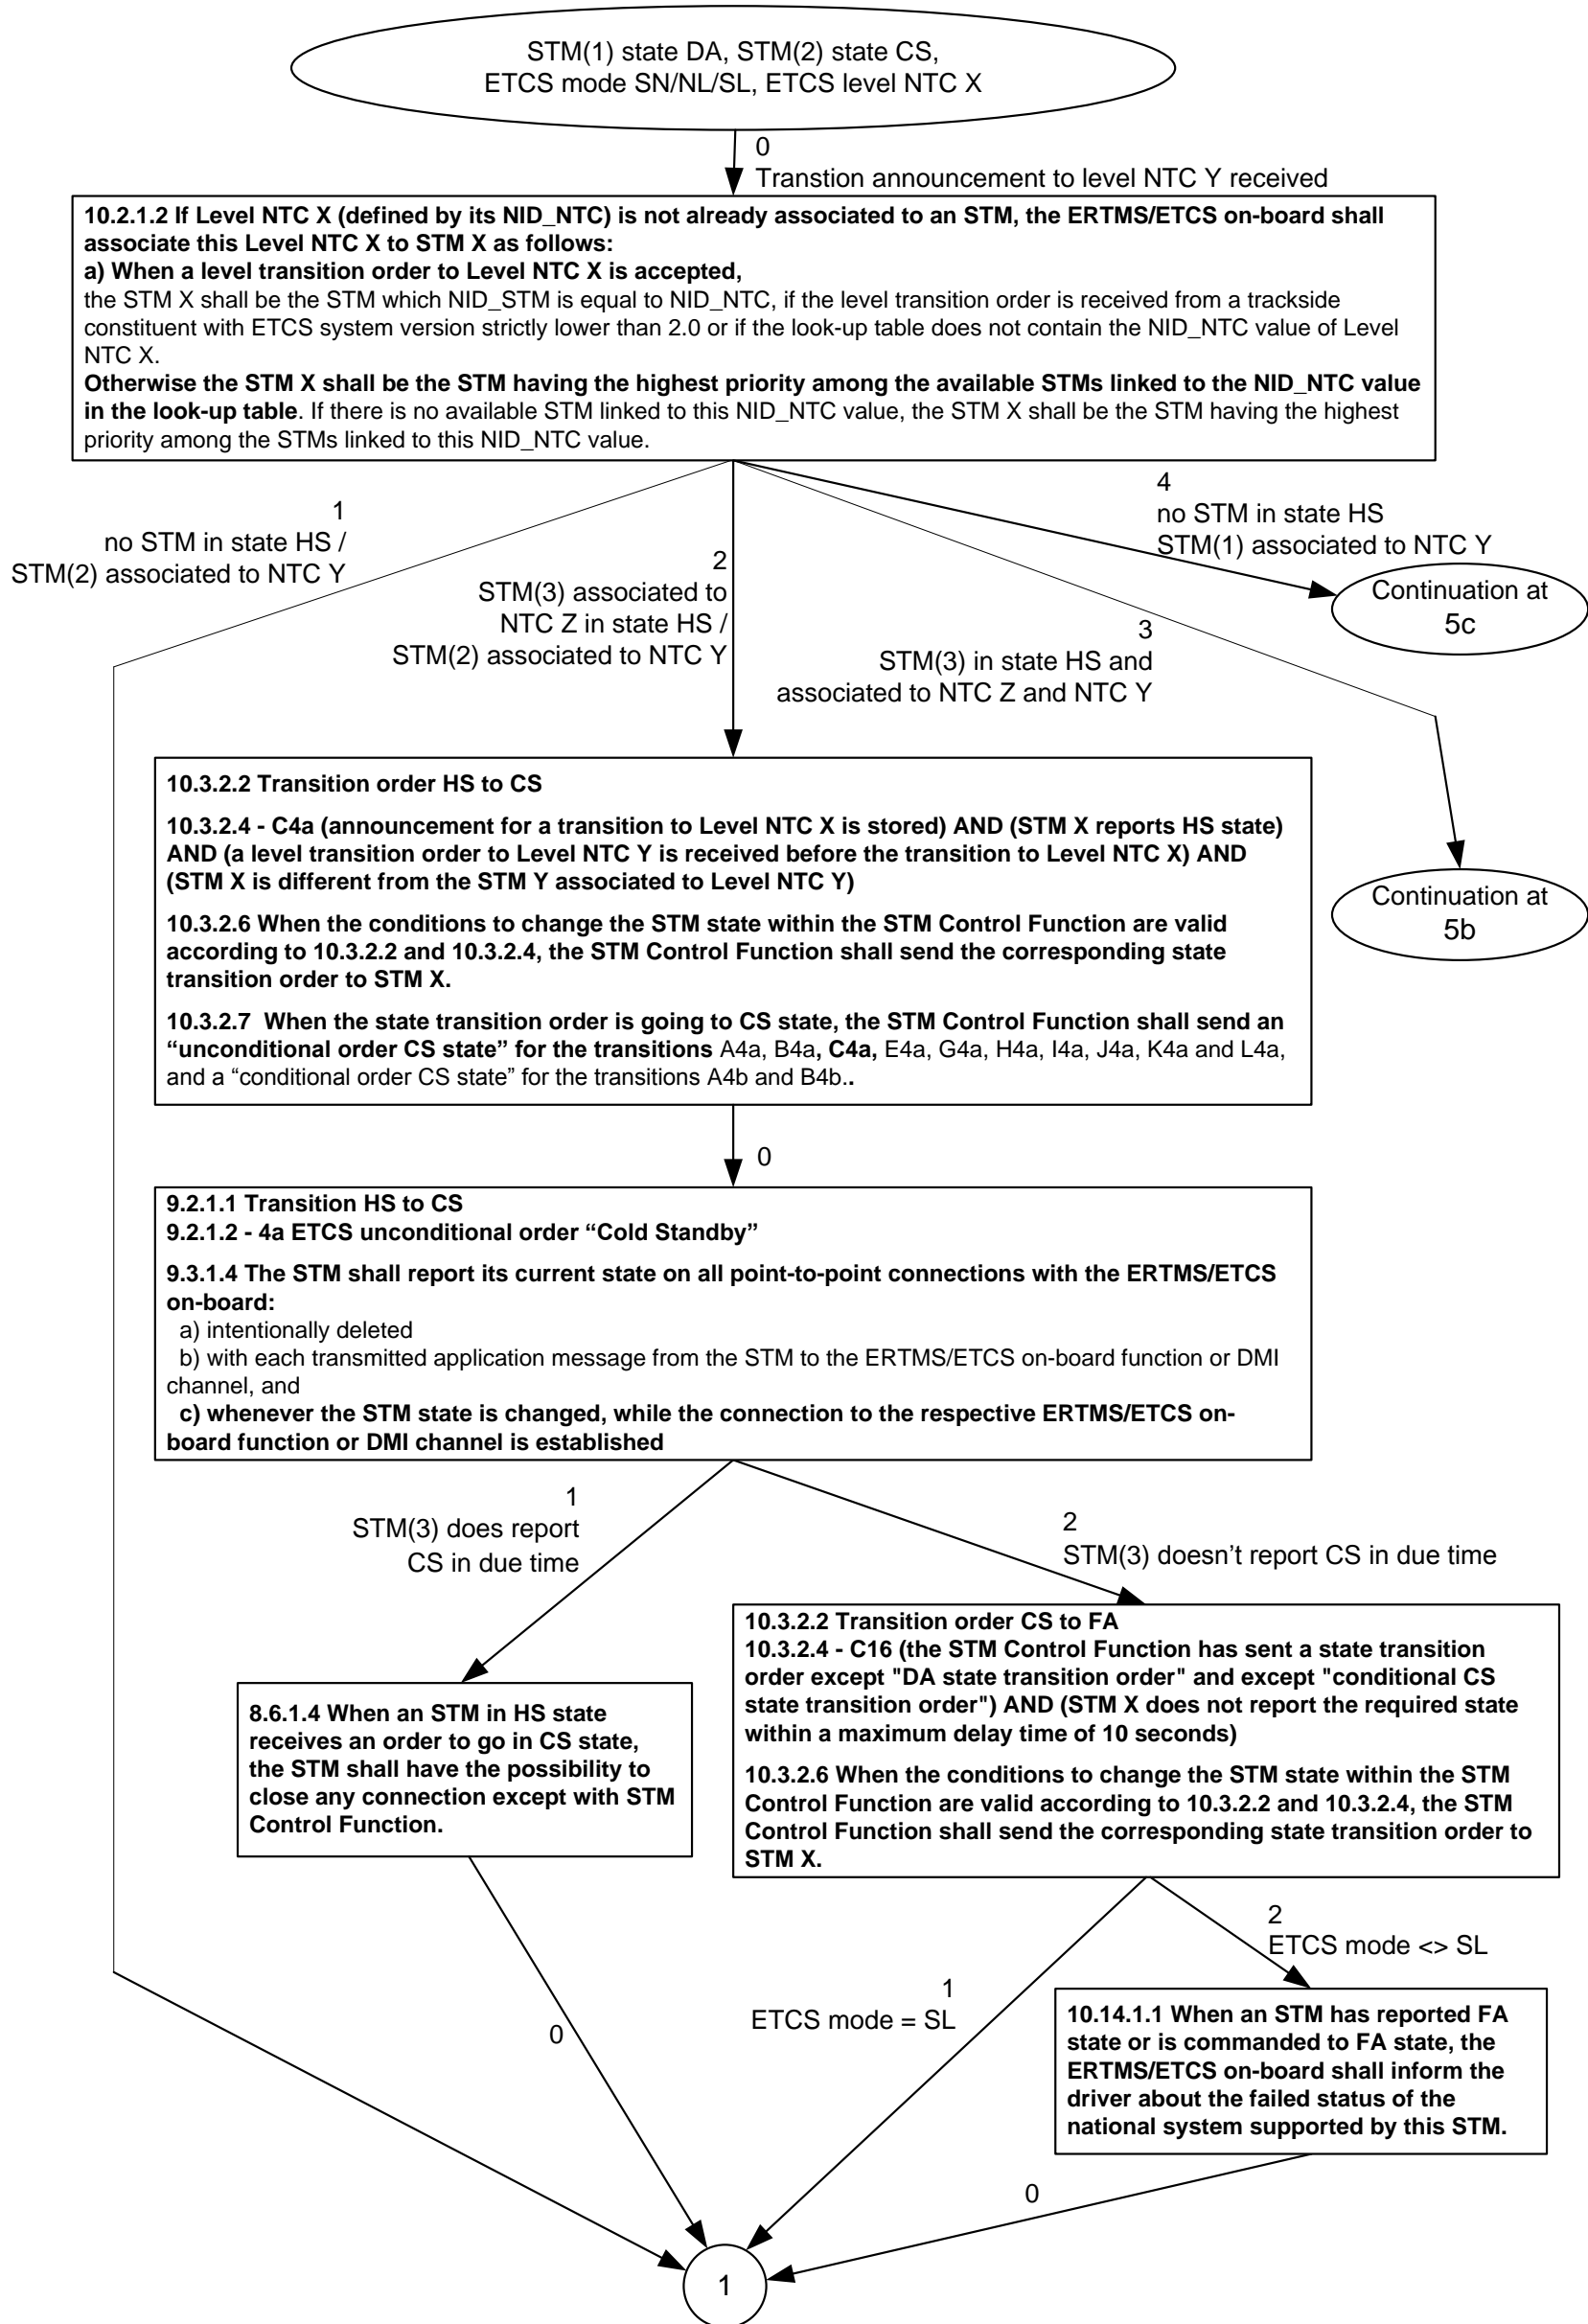 STM(1) state DA, STM(2) state CS,
ETCS mode SN/NL/SL, ETCS level NTC X
0
Transtion announcement to level NTC Y received
10.2.1.2 If Level NTC X (defined by its NID_NTC) is not already associated to an STM, the ERTMS/ETCS on-board shall
associate this Level NTC X to STM X as follows:
a) When a level transition order to Level NTC X is accepted,
the STM X shall be the STM which NID_STM is equal to NID_NTC, if the level transition order is received from a trackside
constituent with ETCS system version strictly lower than 2.0 or if the look-up table does not contain the NID_NTC value of Level
NTC X.
Otherwise the STM X shall be the STM having the highest priority among the available STMs linked to the NID_NTC value
in the look-up table. If there is no available STM linked to this NID_NTC value, the STM X shall be the STM having the highest
priority among the STMs linked to this NID_NTC value.
1
no STM in state HS /
STM(2) associated to NTC Y
2
STM(3) associated to
NTC Z in state HS /
STM(2) associated to NTC Y
3
STM(3) in state HS and
associated to NTC Z and NTC Y
4
no STM in state HS
STM(1) associated to NTC Y
Continuation at
5c
10.3.2.2 Transition order HS to CS
10.3.2.4 - C4a (announcement for a transition to Level NTC X is stored) AND (STM X reports HS state)
AND (a level transition order to Level NTC Y is received before the transition to Level NTC X) AND
(STM X is different from the STM Y associated to Level NTC Y)
10.3.2.6 When the conditions to change the STM state within the STM Control Function are valid
according to 10.3.2.2 and 10.3.2.4, the STM Control Function shall send the corresponding state
transition order to STM X.
10.3.2.7  When the state transition order is going to CS state, the STM Control Function shall send an
“unconditional order CS state” for the transitions A4a, B4a, C4a, E4a, G4a, H4a, I4a, J4a, K4a and L4a,
and a “conditional order CS state” for the transitions A4b and B4b..
Continuation at
5b
0
9.2.1.1 Transition HS to CS
9.2.1.2 - 4a ETCS unconditional order “Cold Standby”
9.3.1.4 The STM shall report its current state on all point-to-point connections with the ERTMS/ETCS
on-board:
a) intentionally deleted
b) with each transmitted application message from the STM to the ERTMS/ETCS on-board function or DMI
channel, and
c) whenever the STM state is changed, while the connection to the respective ERTMS/ETCS on-
board function or DMI channel is established
1
STM(3) does report
CS in due time
2
STM(3) doesn’t report CS in due time
8.6.1.4 When an STM in HS state
receives an order to go in CS state,
the STM shall have the possibility to
close any connection except with STM
Control Function.
10.3.2.2 Transition order CS to FA
10.3.2.4 - C16 (the STM Control Function has sent a state transition
order except "DA state transition order" and except "conditional CS
state transition order") AND (STM X does not report the required state
within a maximum delay time of 10 seconds)
10.3.2.6 When the conditions to change the STM state within the STM
Control Function are valid according to 10.3.2.2 and 10.3.2.4, the STM
Control Function shall send the corresponding state transition order to
STM X.
0
1
ETCS mode = SL
2
ETCS mode <> SL
10.14.1.1 When an STM has reported FA
state or is commanded to FA state, the
ERTMS/ETCS on-board shall inform the
driver about the failed status of the
national system supported by this STM.
0
1